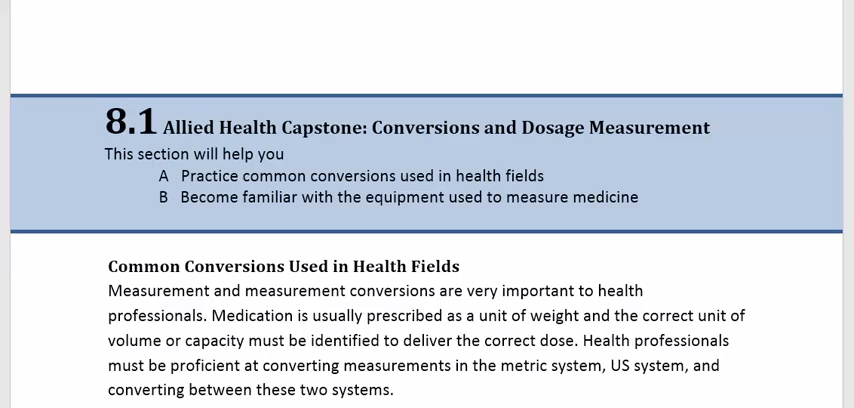 8.1 Allied Health Capstone: Conversions and Dosage Measurement
This section will help you
A Practice common conversions used in health fields
B Become familiar with the equipment used to measure medicine
Common Conversions Used in Health Fields
Measurement and measurement conversions are very important to health
professionals. Medication is usually prescribed as a unit of weight and the correct unit of
volume or capacity must be identified to deliver the correct dose. Health professionals
must be proficient at converting measurements in the metric system, US system, and
converting between these two systems.